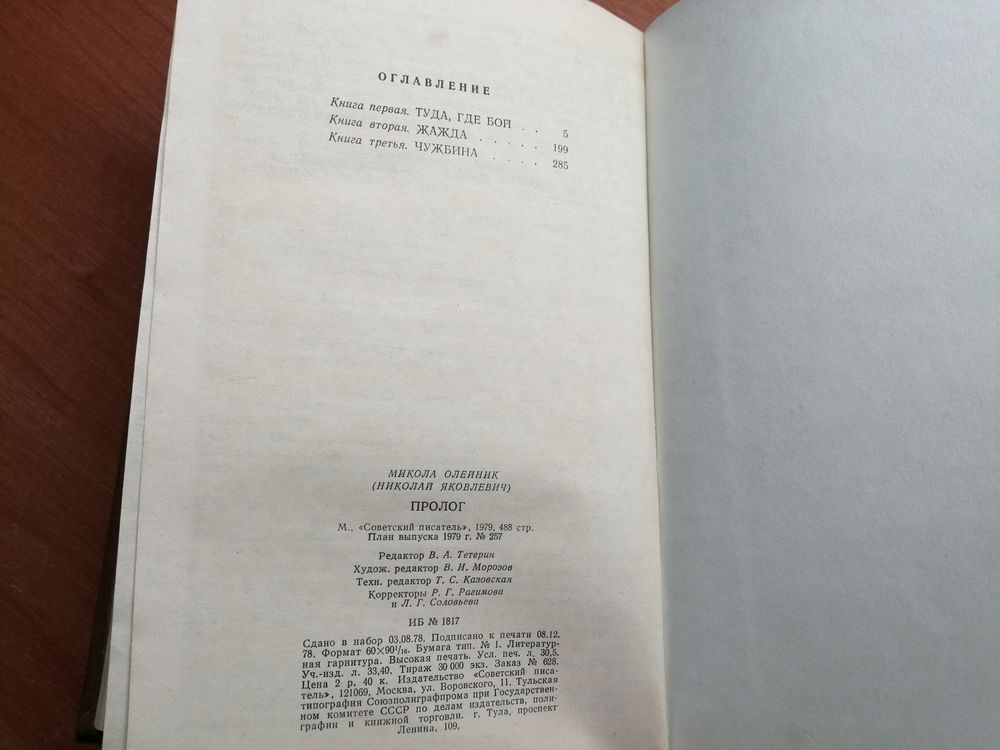 ОГЛАВЛЕНИЕ
Книга первая. ТУДА, ГДЕ БОЙ . . 5
Книга вторая. ЖАЖДА . . . . . 199
Книга третья. ЧУЖБИНА . . . . 285
МИКОЛА ОЛЕЙНИК
(НИКОЛАЙ ЯКОВЛЕВИЧ)
ПРОЛОГ
М., «Советский писатель», 1979, 488 стр.
План выпуска 1979 г. № 257
Редактор В. А. Тетерин
Худож. редактор В. И. Морозов
Техн. редактор Т. С. Казовская
Корректоры Р. Г. Рагимова
и Л. Г. Соловьева
ИБ № 1817
Сдано в набор 03.08.78. Подписано к печати 08.12.
78. Формат 60×90¹/₁₆. Бумага тип. № 1. Литератур-
ная гарнитура. Высокая печать. Усл. печ. л. 30,5.
Уч.-изд. л. 33,40. Тираж 30 000 экз. Заказ № 628.
Цена 2 р. 40 к. Издательство «Советский писа-
тель», 121069, Москва, ул. Воровского, 11. Тульская
типография Союзполиграфпрома при Государствен-
ном комитете СССР по делам издательств, поли-
графии и книжной торговли. г. Тула, проспект
Ленина, 109.